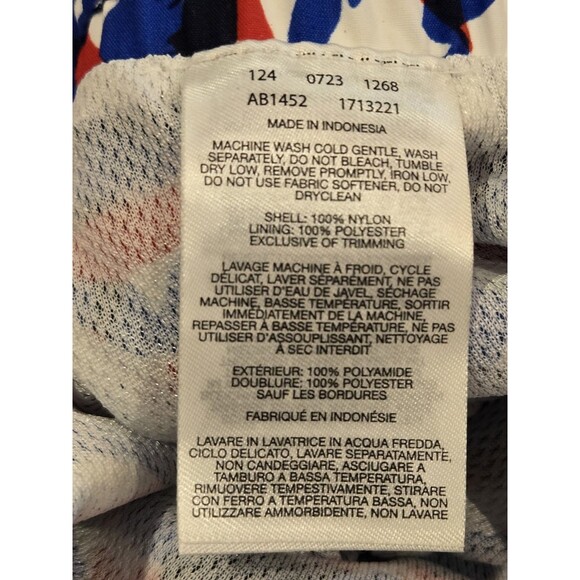 124 0723 1268
AB1452 1713221
MADE IN INDONESIA
MACHINE WASH COLD GENTLE, WASH
SEPARATELY, DO NOT BLEACH, TUMBLE
DRY LOW, REMOVE PROMPTLY, IRON LOW,
DO NOT USE FABRIC SOFTENER, DO NOT
DRYCLEAN
SHELL: 100% NYLON
LINING: 100% POLYESTER
EXCLUSIVE OF TRIMMING
LAVAGE MACHINE À FROID, CYCLE
DÉLICAT, LAVER SÉPARÉMENT, NE PAS
UTILISER D'EAU DE JAVEL, SÉCHAGE
MACHINE, BASSE TEMPÉRATURE, SORTIR
IMMÉDIATEMENT DE LA MACHINE,
REPASSER À BASSE TEMPÉRATURE, NE PAS
UTILISER D'ASSOUPLISSANT, NETTOYAGE
À SEC INTERDIT
EXTÉRIEUR: 100% POLYAMIDE
DOUBLURE: 100% POLYESTER
SAUF LES BORDURES
FABRIQUÉ EN INDONÉSIE
LAVARE IN LAVATRICE IN ACQUA FREDDA,
CICLO DELICATO, LAVARE SEPARATAMENTE,
NON CANDEGGIARE, ASCIUGARE A
TAMBURO A BASSA TEMPERATURA,
RIMUOVERE TEMPESTIVAMENTE, STIRARE
CON FERRO A TEMPERATURA BASSA, NON
UTILIZZARE AMMORBIDENTE, NON LAVARE